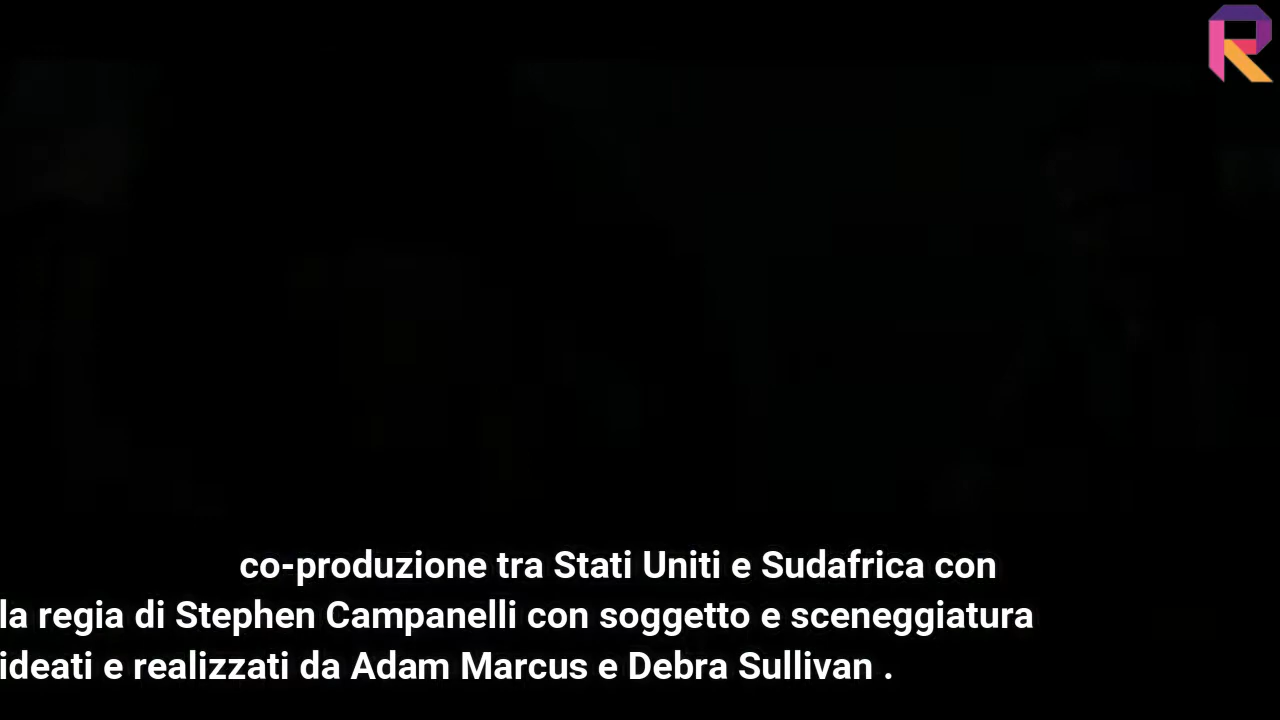 co-produzione tra Stati Uniti e Sudafrica con
la regia di Stephen Campanelli con soggetto e sceneggiatura
ideati e realizzati da Adam Marcus e Debra Sullivan .